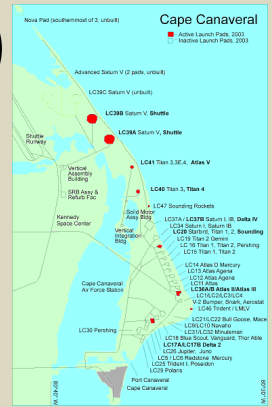 Cape Canaveral
Nova Pad (southernmost of 3, unbuilt)
Active Launch Pads, 2003
Inactive Launch Pads, 2003
Advanced Saturn V (2 pads, unbuilt)
LC39C Saturn V (unbuilt)
LC39B Saturn V, Shuttle
LC39A Saturn V, Shuttle
Shuttle
Runway
LC41 Titan 3,3E,4, Atlas V
Vertical
Assembly
Building
LC40 Titan 3, Titan 4
SRB Assy &
Refurb Fac
LC47 Sounding Rockets
Solid Motor
Assy Bldg
Kennedy
Space Center
LC37A / LC37B Saturn I, IB, Delta IV
LC34 Saturn I, Saturn IB
LC20 Starbird, Titan 1, 2, Sounding
Vertical
Integration
Bldg
LC19 Titan 2 Gemini
LC 16 Titan 1, Titan 2, Pershing
LC15 Titan 1, Titan 2
LC14 Atlas D Mercury
LC13 Atlas Agena
LC12 Atlas Agena
LC11 Atlas
LC36A/B Atlas II/Atlas III
LC1/LC2/LC3/LC4
V-2 Bumper, Snark, Aerostat
LC46 Trident / LMLV
Cape Canaveral
Air Force Station
LC21/LC22 Bull Goose, Mace
LC9/LC10 Navaho
LC31/LC32 Minuteman
LC30 Pershing
LC18 Blue Scout, Vanguard, Thor Able
LC17A/LC17B Delta 2
LC26 Jupiter, Juno
LC5 / LC6 Redstone Mercury
LC25 Trident I, Poseidon
LC29 Polaris
Port Canaveral
Cape Canaveral